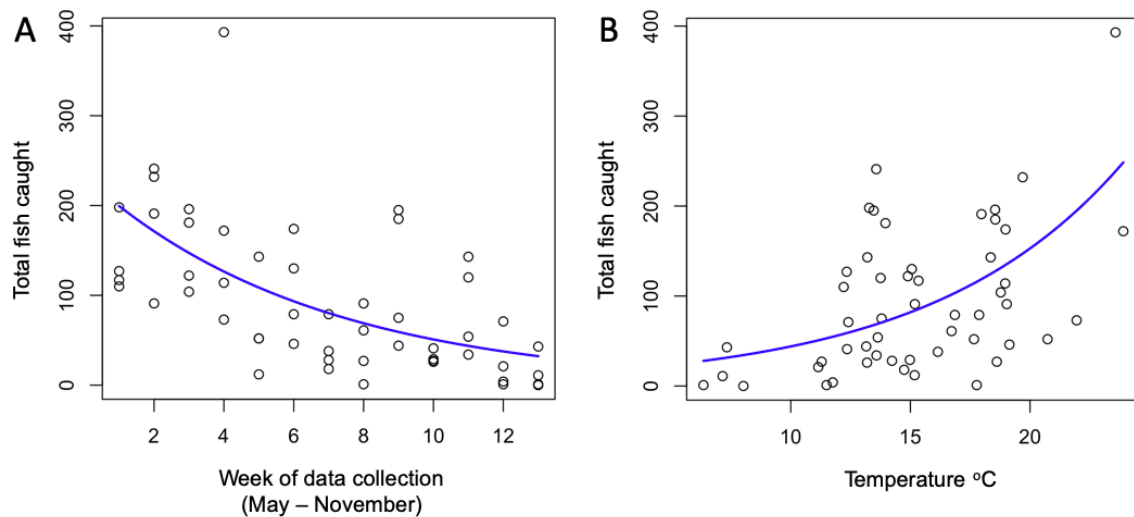 A
Total fish caught
400
300
200
100
0
2 4 6 8 10 12
Week of data collection
(May – November)
B
Total fish caught
400
300
200
100
0
10 15 20
Temperature °C